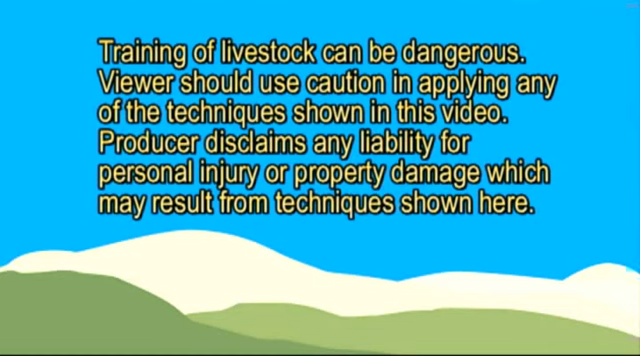 Training of livestock can be dangerous.
Viewer should use caution in applying any
of the techniques shown in this video.
Producer disclaims any liability for
personal injury or property damage which
may result from techniques shown here.